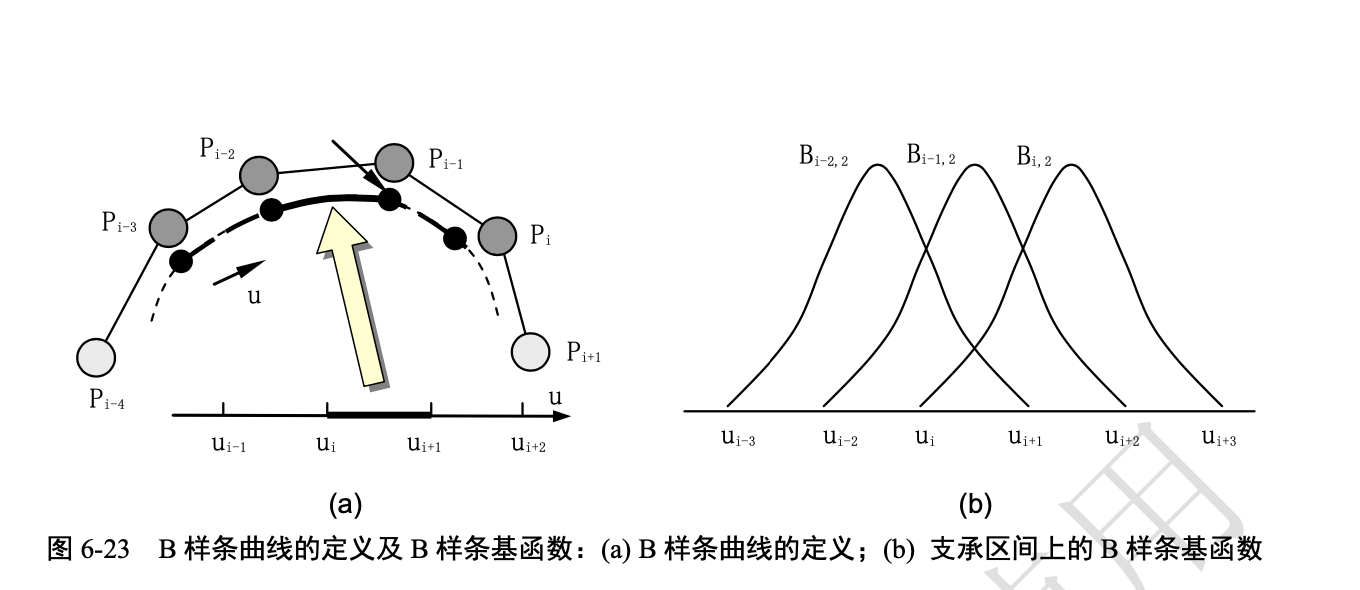 P_{i-2}
P_{i-1}
P_{i-3}
P_i
u
P_{i-4}
P_{i+1}
u
u_{i-1} u_i u_{i+1} u_{i+2}
(a)
B_{i-2,2} B_{i-1,2} B_{i,2}
u_{i-3} u_{i-2} u_i u_{i+1} u_{i+2} u_{i+3}
(b)
图 6-23 B 样条曲线的定义及 B 样条基函数：(a) B 样条曲线的定义；(b) 支承区间上的 B 样条基函数
用